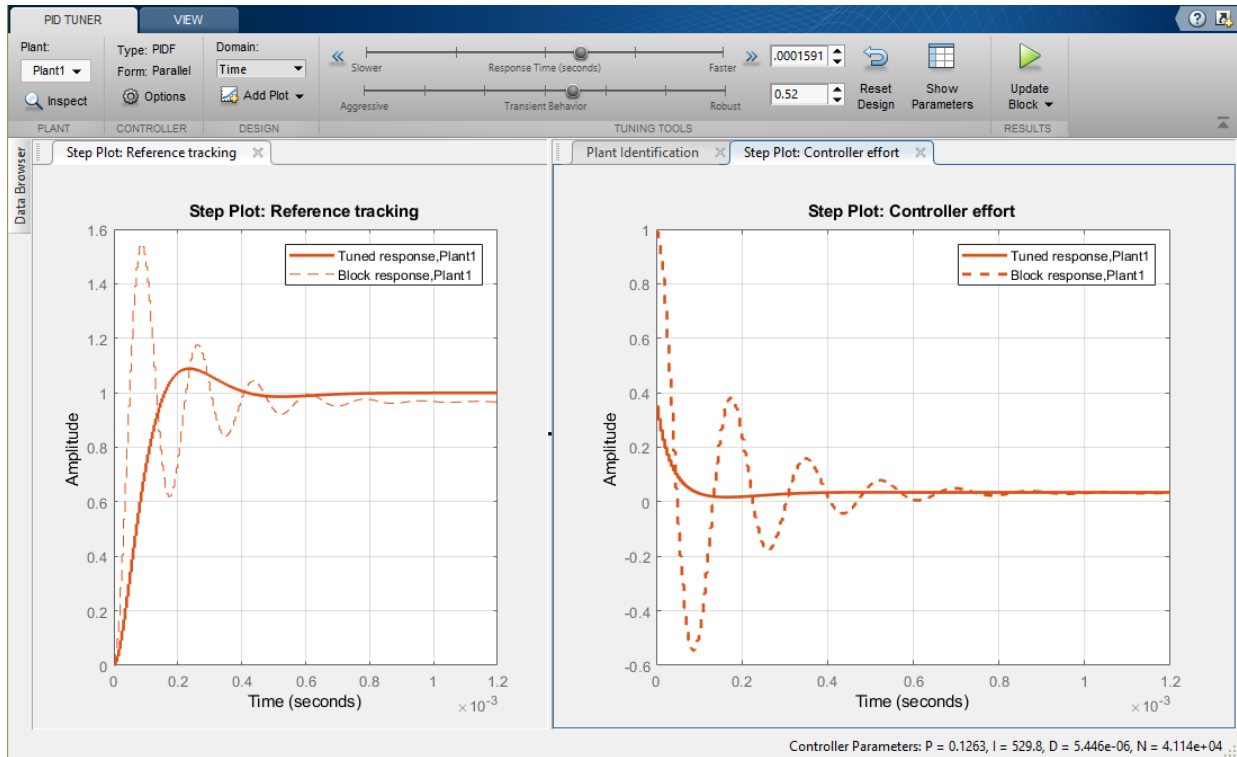 PID TUNER
VIEW
Plant:
Plant1
Inspect
PLANT
Type: PIDF
Form: Parallel
Options
CONTROLLER
Domain:
Time
Add Plot
DESIGN
Slower
Response Time (seconds)
Faster
.0001591
Aggressive
Transient Behavior
Robust
0.52
Reset
Design
Show
Parameters
TUNING TOOLS
Update
Block
RESULTS
Data Browser
Step Plot: Reference tracking
Plant Identification
Step Plot: Controller effort
Step Plot: Reference tracking
Tuned response,Plant1
Block response,Plant1
Amplitude
1.6
1.4
1.2
1
0.8
0.6
0.4
0.2
0
0 0.2 0.4 0.6 0.8 1 1.2
Time (seconds)
×10-3
Step Plot: Controller effort
Tuned response,Plant1
Block response,Plant1
Amplitude
1
0.8
0.6
0.4
0.2
0
-0.2
-0.4
-0.6
0 0.2 0.4 0.6 0.8 1 1.2
Time (seconds)
×10-3
Controller Parameters: P = 0.1263, I = 529.8, D = 5.446e-06, N = 4.114e+04